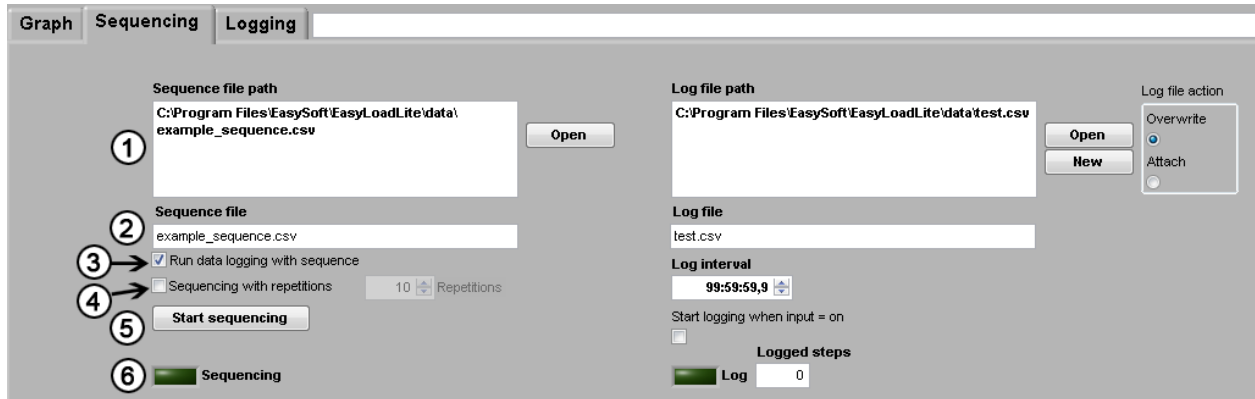 Graph Sequencing Logging
Sequence file path
C:\Program Files\EasySoft\EasyLoadLite\data\
example_sequence.csv
Open
1
Sequence file
2
example_sequence.csv
3
Run data logging with sequence
4
Sequencing with repetitions
10 Repetitions
5
Start sequencing
6
Sequencing
Log file path
C:\Program Files\EasySoft\EasyLoadLite\data\test.csv
Open
New
Log file action
Overwrite
Attach
Log file
test.csv
Log interval
99:59:59,9
Start logging when input = on
Logged steps
Log
0